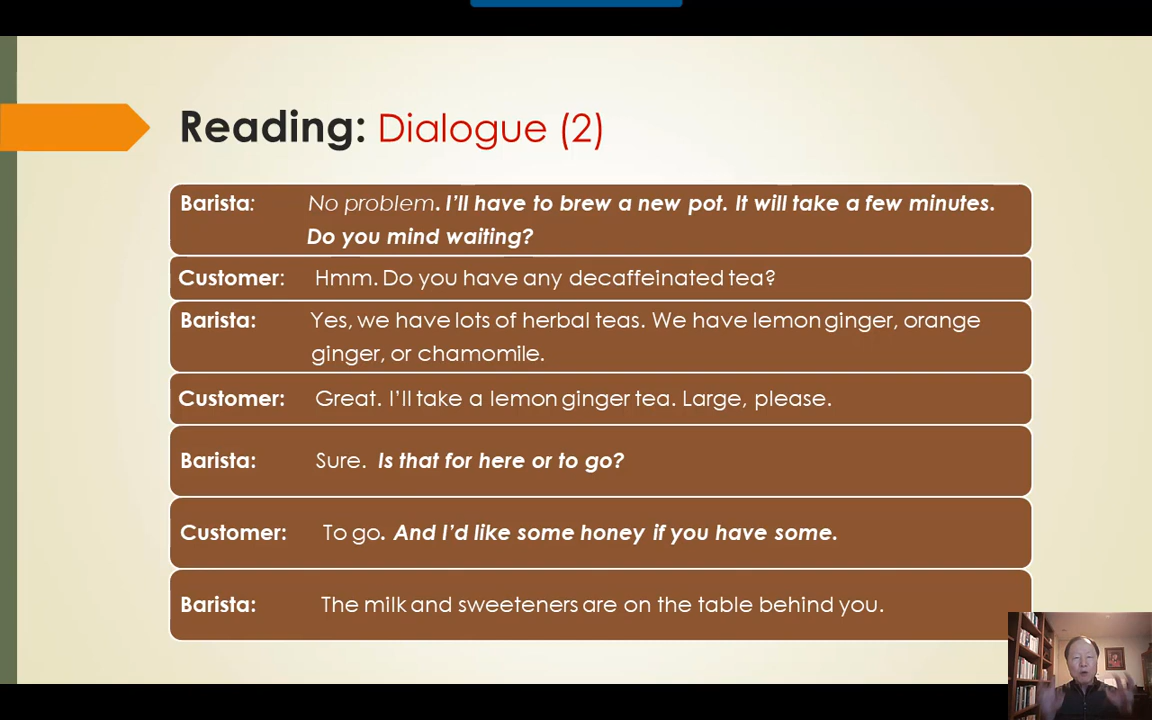 Reading: Dialogue (2)
Barista: No problem. I'll have to brew a new pot. It will take a few minutes.
Do you mind waiting?
Customer: Hmm. Do you have any decaffeinated tea?
Barista: Yes, we have lots of herbal teas. We have lemon ginger, orange
ginger, or chamomile.
Customer: Great. I'll take a lemon ginger tea. Large, please.
Barista: Sure. Is that for here or to go?
Customer: To go. And I'd like some honey if you have some.
Barista: The milk and sweeteners are on the table behind you.